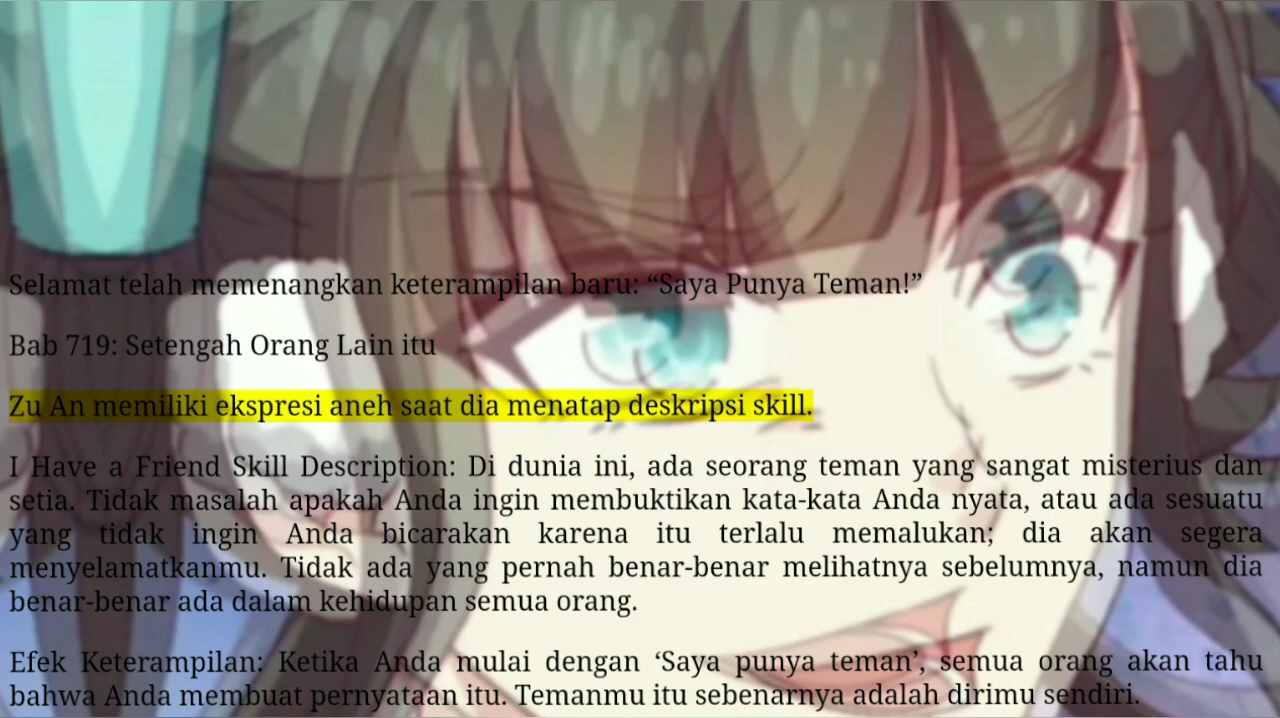 Selamat telah memenangkan keterampilan baru: “Saya Punya Teman!”
Bab 719: Setengah Orang Lain itu
Zu An memiliki ekspresi aneh saat dia menatap deskripsi skill.
I Have a Friend Skill Description: Di dunia ini, ada seorang teman yang sangat misterius dan
setia. Tidak masalah apakah Anda ingin membuktikan kata-kata Anda nyata, atau ada sesuatu
yang tidak ingin Anda bicarakan karena itu terlalu memalukan; dia akan segera
menyelamatkanmu. Tidak ada yang pernah benar-benar melihatnya sebelumnya, namun dia
benar-benar ada dalam kehidupan semua orang.
Efek Keterampilan: Ketika Anda mulai dengan ‘Saya punya teman’, semua orang akan tahu
bahwa Anda membuat pernyataan itu. Temanmu itu sebenarnya adalah dirimu sendiri.